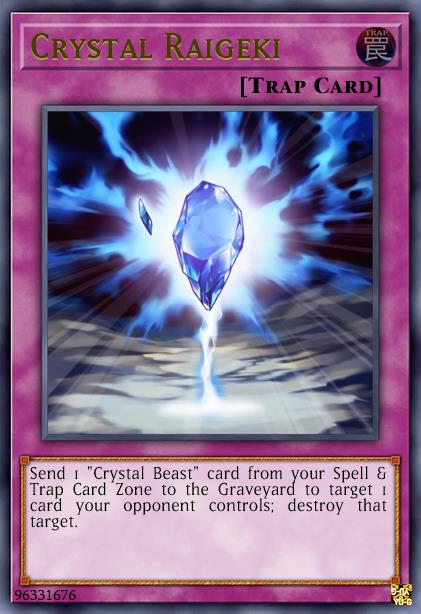 Crystal Raigeki
TRAP
罠
[Trap Card]
Send 1 "Crystal Beast" card from your Spell &
Trap Card Zone to the Graveyard to target 1
card your opponent controls; destroy that
target.
96331676